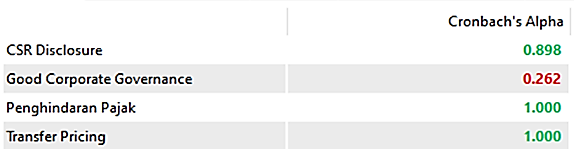 Cronbach's Alpha
CSR Disclosure 0.898
Good Corporate Governance 0.262
Penghindaran Pajak 1.000
Transfer Pricing 1.000